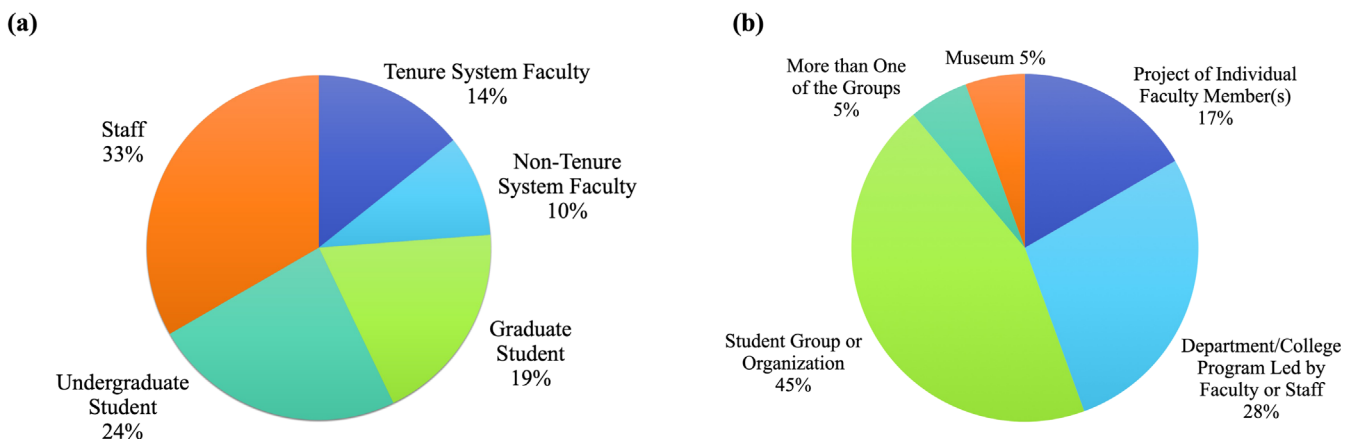 (a)
Tenure System Faculty
14%
Non-Tenure
System Faculty
10%
Graduate
Student
19%
Undergraduate
Student
24%
Staff
33%
(b)
Museum 5%
Project of Individual
Faculty Member(s)
17%
Department/College
Program Led by
Faculty or Staff
28%
Student Group or
Organization
45%
More than One
of the Groups
5%